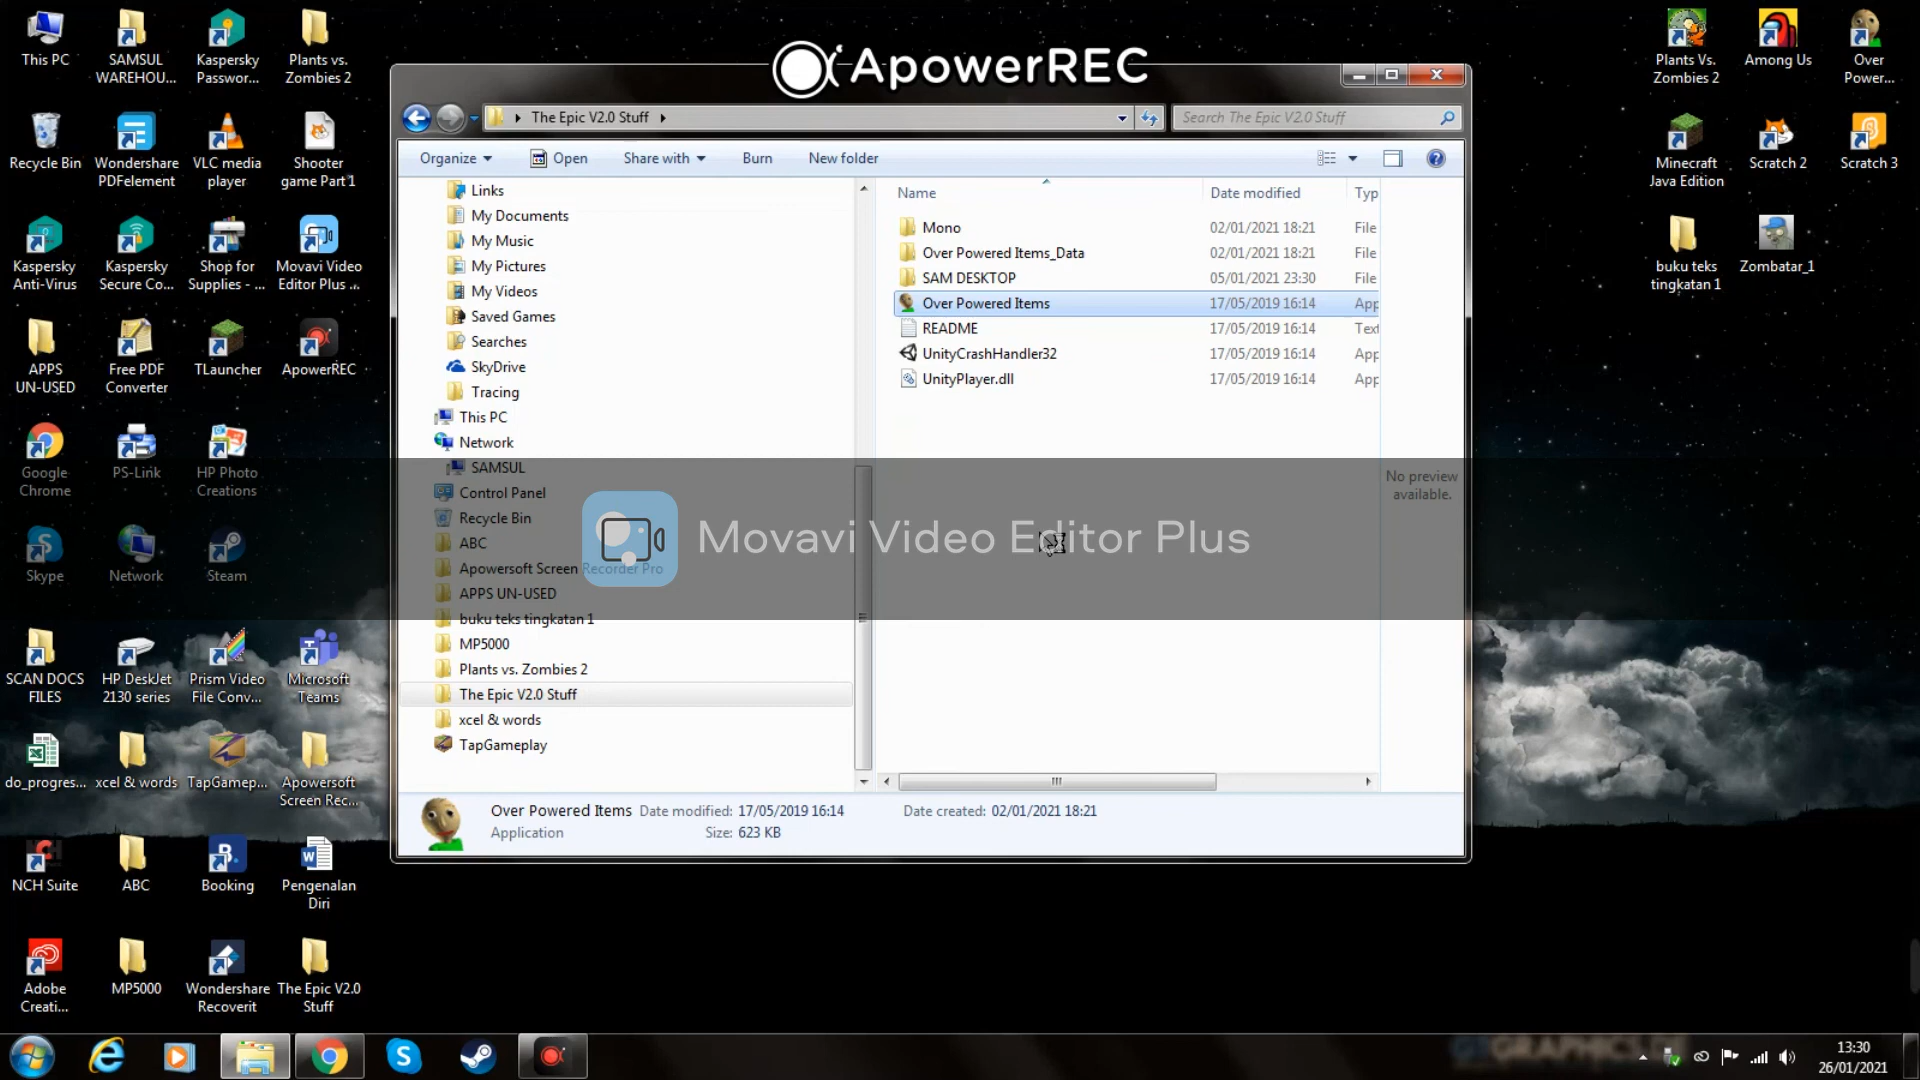 This PC
SAMSUL
WAREHOU...
Kaspersky
Passwor...
Plants vs.
Zombies 2
Recycle Bin
Wondershare
PDFelement
VLC media
player
Shooter
game Part 1
Kaspersky
Anti-Virus
Kaspersky
Secure Co...
Shop for
Supplies - ...
Movavi Video
Editor Plus ...
APPS
UN-USED
Free PDF
Converter
TLauncher
ApowerREC
Google
Chrome
PS-Link
HP Photo
Creations
Skype
Network
Steam
SCAN DOCS
FILES
HP DeskJet
2130 series
Prism Video
File Conv...
Microsoft
Teams
do_progres...
xcel & words
TapGamep...
Apowersoft
Screen Rec...
NCH Suite
ABC
Booking
Pengenalan
Diri
Adobe
Creati...
MP5000
Wondershare
Recoverit
The Epic V2.0
Stuff
ApowerREC
The Epic V2.0 Stuff
Search The Epic V2.0 Stuff
Organize
Open
Share with
Burn
New folder
Links
My Documents
My Music
My Pictures
My Videos
Saved Games
Searches
SkyDrive
Tracing
This PC
Network
SAMSUL
Control Panel
Recycle Bin
ABC
Apowersoft Screen Recorder Pro
APPS UN-USED
buku teks tingkatan 1
MP5000
Plants vs. Zombies 2
The Epic V2.0 Stuff
xcel & words
TapGameplay
Name Date modified Typ
Mono 02/01/2021 18:21 File
Over Powered Items_Data 02/01/2021 18:21 File
SAM DESKTOP 05/01/2021 23:30 File
Over Powered Items 17/05/2019 16:14 App
README 17/05/2019 16:14 Text
UnityCrashHandler32 17/05/2019 16:14 App
UnityPlayer.dll 17/05/2019 16:14 App
No preview
available.
Movavi Video Editor Plus
Over Powered Items Date modified: 17/05/2019 16:14 Date created: 02/01/2021 18:21
Application Size: 623 KB
Plants Vs.
Zombies 2
Among Us
Over
Power...
Minecraft
Java Edition
Scratch 2
Scratch 3
buku teks
tingkatan 1
Zombatar_1
13:30
26/01/2021